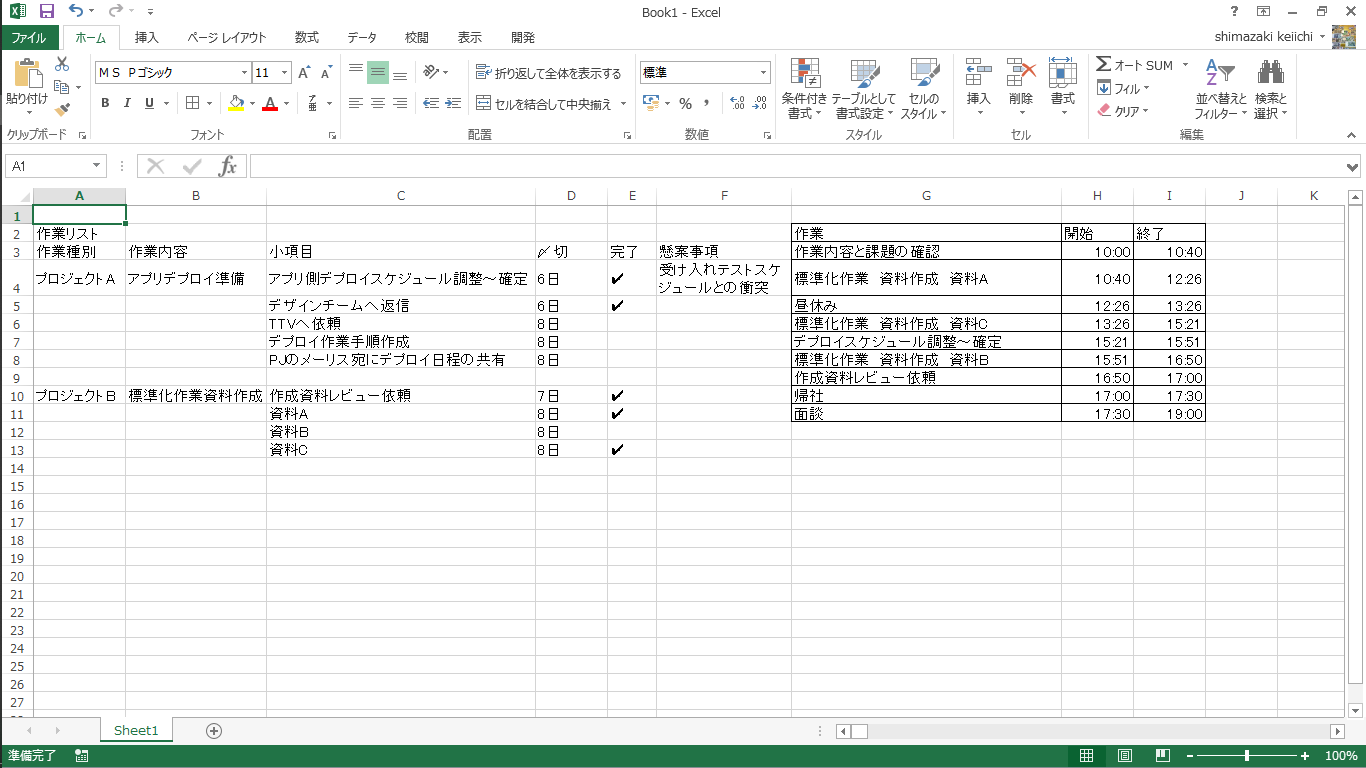 Book1 - Excel
ファイル ホーム 挿入 ページ レイアウト 数式 データ 校閲 表示 開発
shimazaki keiichi
貼り付け
クリップボード
ＭＳ Ｐゴシック 11
B I U
フォント
折り返して全体を表示する
セルを結合して中央揃え
配置
標準
% ,
数値
条件付き書式 テーブルとして書式設定 セルのスタイル
スタイル
挿入 削除 書式
セル
オート SUM
フィル
クリア
並べ替えとフィルター 検索と選択
編集
A1 fx
A B C D E F G H I J K
1
2 作業リスト 作業 開始 終了
3 作業種別 作業内容 小項目 〆切 完了 懸案事項 作業内容と課題の確認 10:00 10:40
4 プロジェクトA アプリデプロイ準備 アプリ側デプロイスケジュール調整～確定 6日 ✔ 受け入れテストスケジュールとの衝突 標準化作業　資料作成　資料A 10:40 12:26
5 デザインチームへ返信 6日 ✔ 昼休み 12:26 13:26
6 TTVへ依頼 8日 標準化作業　資料作成　資料C 13:26 15:21
7 デプロイ作業手順作成 8日 デプロイスケジュール調整～確定 15:21 15:51
8 PJのメーリス宛にデプロイ日程の共有 8日 標準化作業　資料作成　資料B 15:51 16:50
9 作成資料レビュー依頼 16:50 17:00
10 プロジェクトB 標準化作業資料作成 作成資料レビュー依頼 7日 ✔ 帰社 17:00 17:30
11 資料A 8日 ✔ 面談 17:30 19:00
12 資料B 8日
13 資料C 8日 ✔
14
15
16
17
18
19
20
21
22
23
24
25
26
27
Sheet1
準備完了 100%